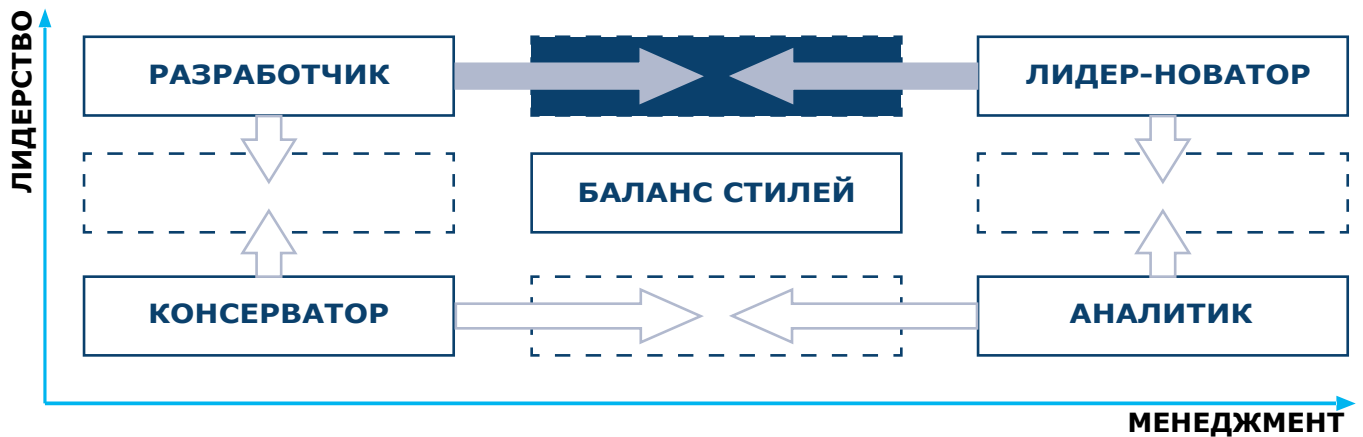 ЛИДЕРСТВО
РАЗРАБОТЧИК
ЛИДЕР-НОВАТОР
БАЛАНС СТИЛЕЙ
КОНСЕРВАТОР
АНАЛИТИК
МЕНЕДЖМЕНТ